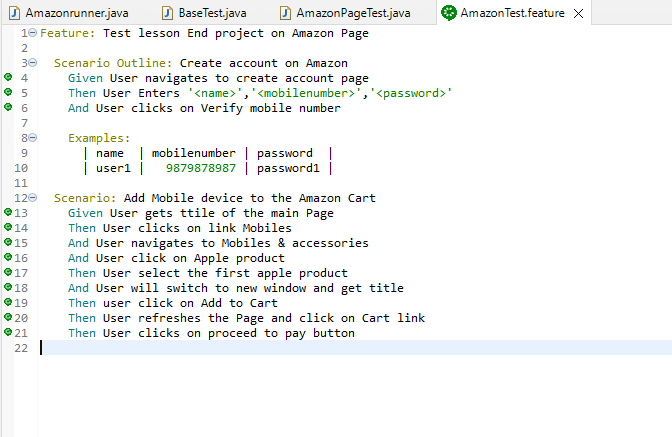 Amazonrunner.java BaseTest.java AmazonPageTest.java AmazonTest.feature
1 Feature: Test lesson End project on Amazon Page
2
3 Scenario Outline: Create account on Amazon
4 Given User navigates to create account page
5 Then User Enters '<name>','<mobilenumber>','<password>'
6 And User clicks on Verify mobile number
7
8 Examples:
9 | name | mobilenumber | password |
10 | user1 | 9879878987 | password1 |
11
12 Scenario: Add Mobile device to the Amazon Cart
13 Given User gets ttile of the main Page
14 Then User clicks on link Mobiles
15 And User navigates to Mobiles & accessories
16 And User click on Apple product
17 Then User select the first apple product
18 And User will switch to new window and get title
19 Then user click on Add to Cart
20 Then User refreshes the Page and click on Cart link
21 Then User clicks on proceed to pay button
22